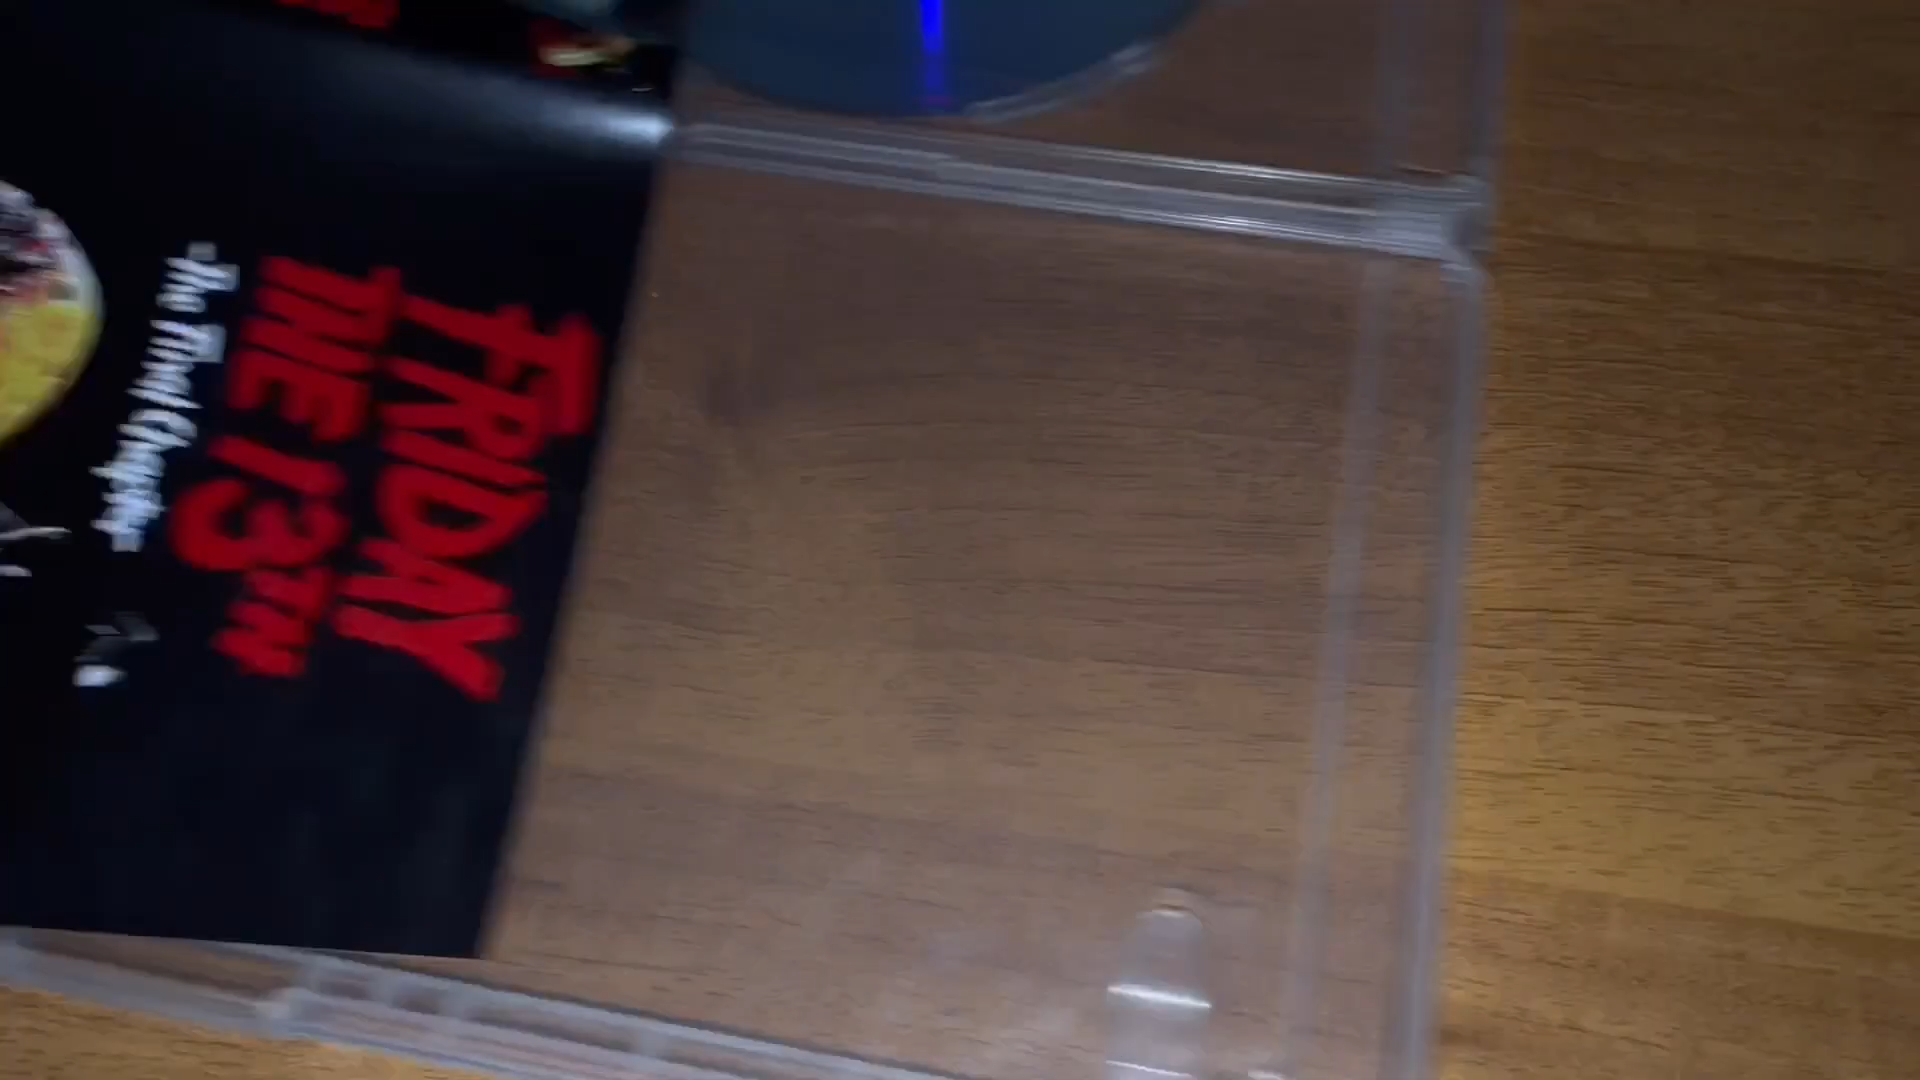 FRIDAY
THE 13TH
The Final Chapter